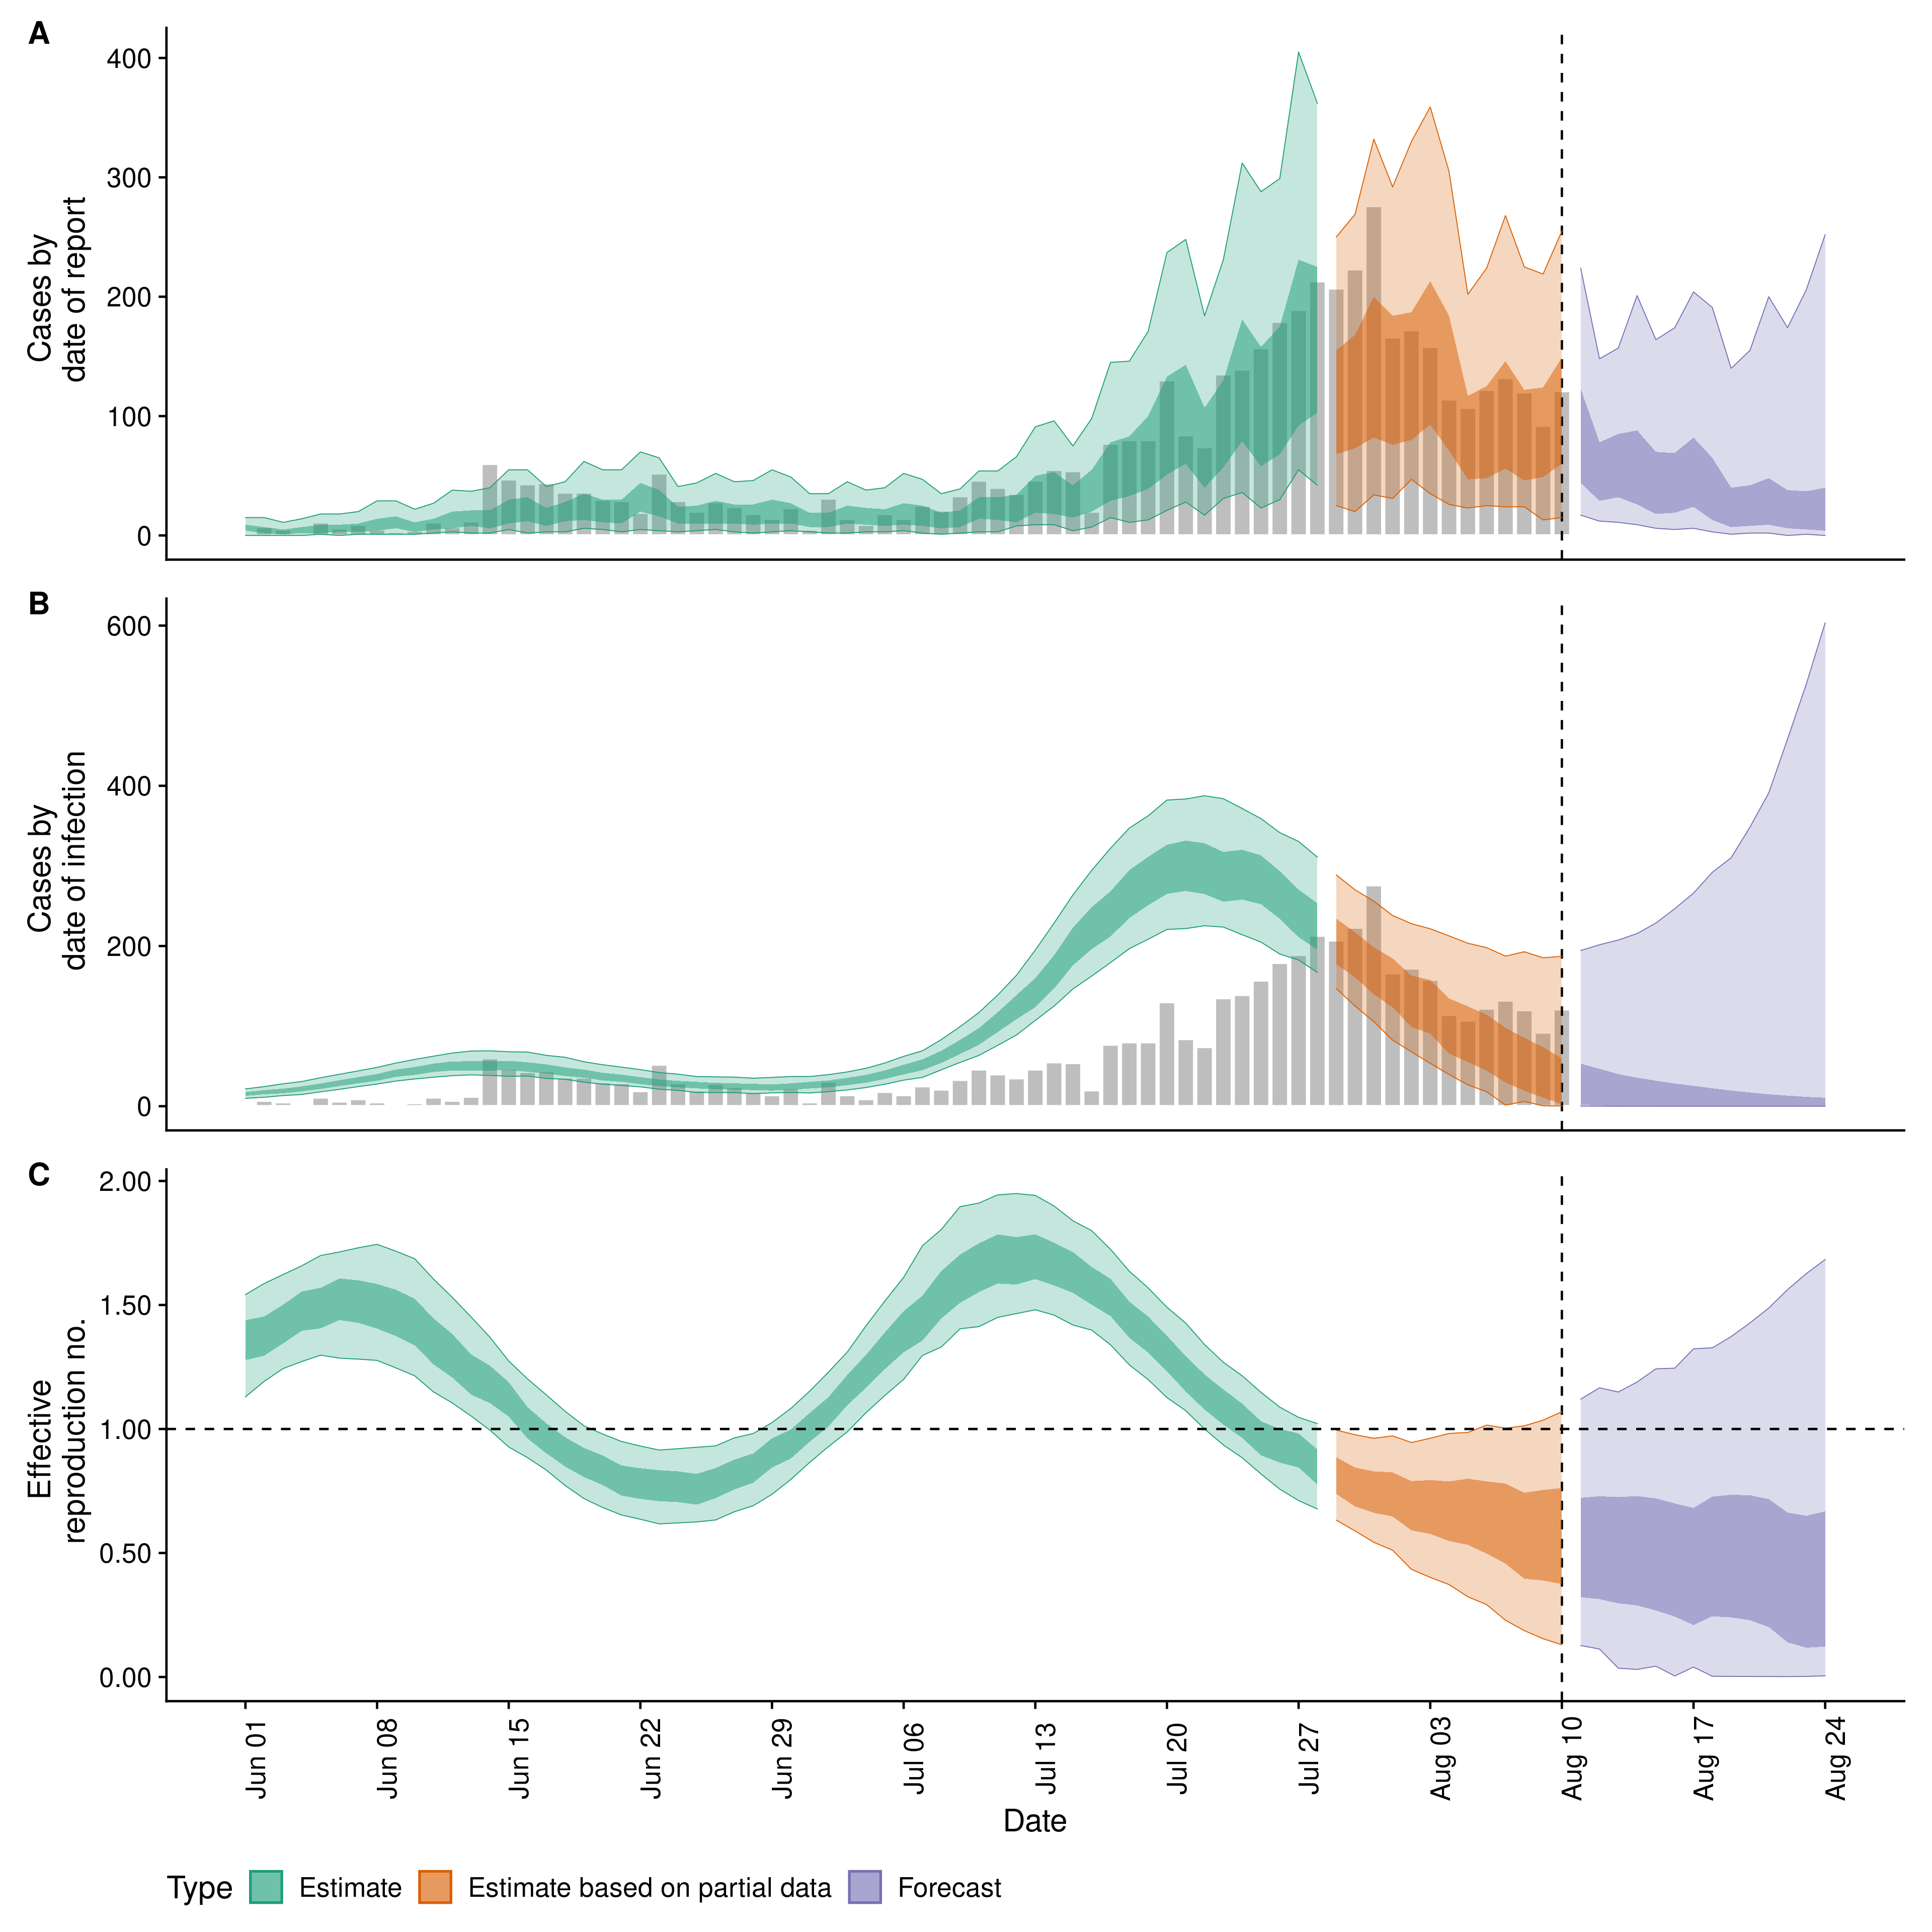 A
Cases by
date of report
400
300
200
100
0
B
Cases by
date of infection
600
400
200
0
C
Effective
reproduction no.
2.00
1.50
1.00
0.50
0.00
Jun 01
Jun 08
Jun 15
Jun 22
Jun 29
Jul 06
Jul 13
Jul 20
Jul 27
Aug 03
Aug 10
Aug 17
Aug 24
Date
Type Estimate Estimate based on partial data Forecast